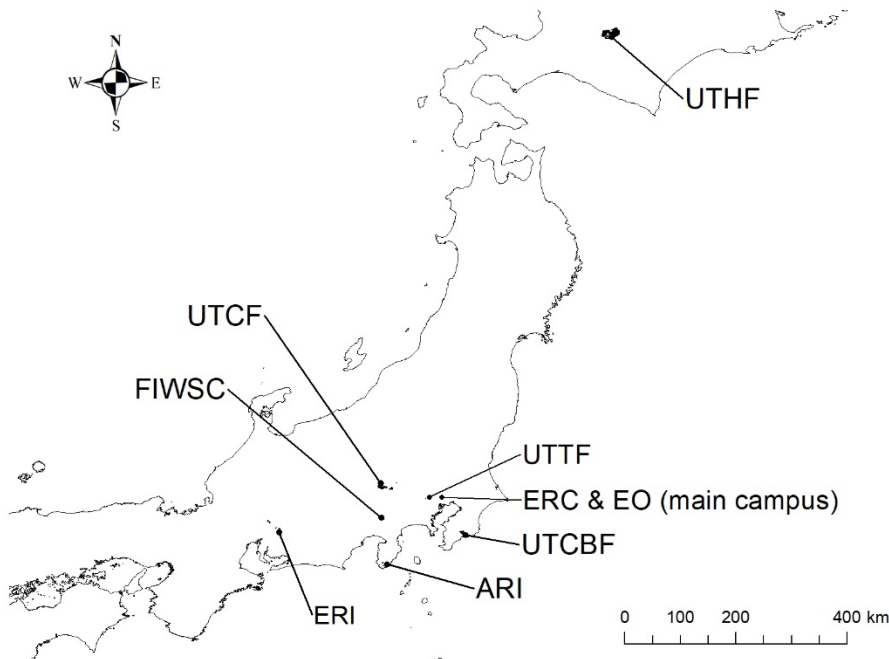 N
W E
S
UTHF
UTCF
FIWSC
UTTF
ERC & EO (main campus)
UTCBF
ARI
ERI
0 100 200 400 km